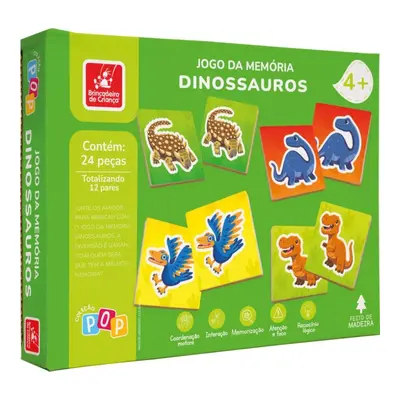 JOGO DA MEMÓRIA
DINOSSAUROS
4+
Brincadeira
de Criança
Contém:
24 peças
Totalizando
12 pares
Coordenação
motora
Interação
Memorização
Atenção
e foco
Raciocínio
lógico
FEITO DE
MADEIRA
JOGO DA MEMÓRIA
DINOSSAUROS
COLEÇÃO
POP